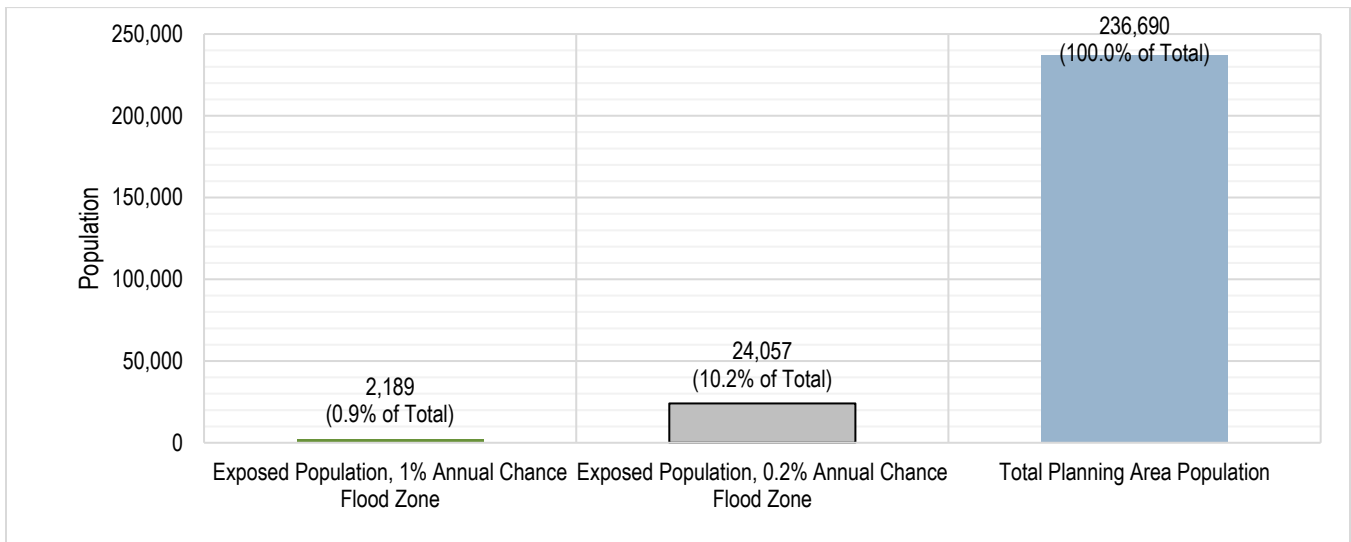 250,000
200,000
150,000
100,000
50,000
0
Population
2,189
(0.9% of Total)
24,057
(10.2% of Total)
236,690
(100.0% of Total)
Exposed Population, 1% Annual Chance
Flood Zone
Exposed Population, 0.2% Annual Chance
Flood Zone
Total Planning Area Population